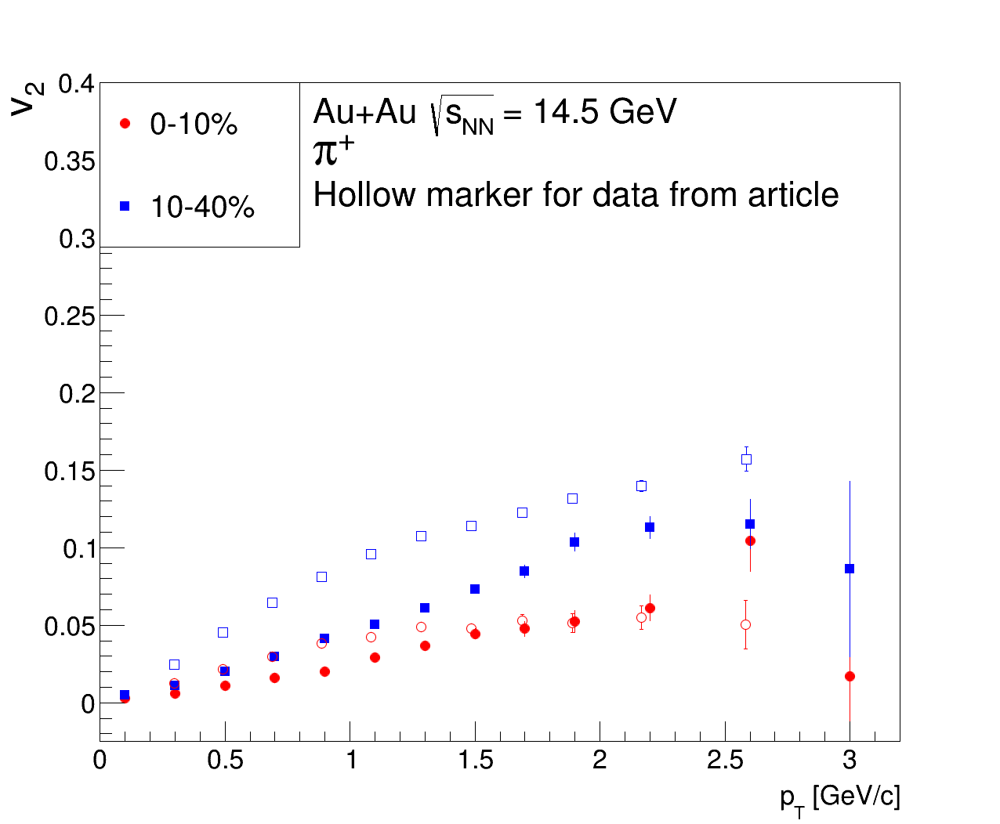 v2
0.4
0.35
0.3
0.25
0.2
0.15
0.1
0.05
0
0-10%
10-40%
Au+Au √sNN = 14.5 GeV
π+
Hollow marker for data from article
0 0.5 1 1.5 2 2.5 3
pT [GeV/c]